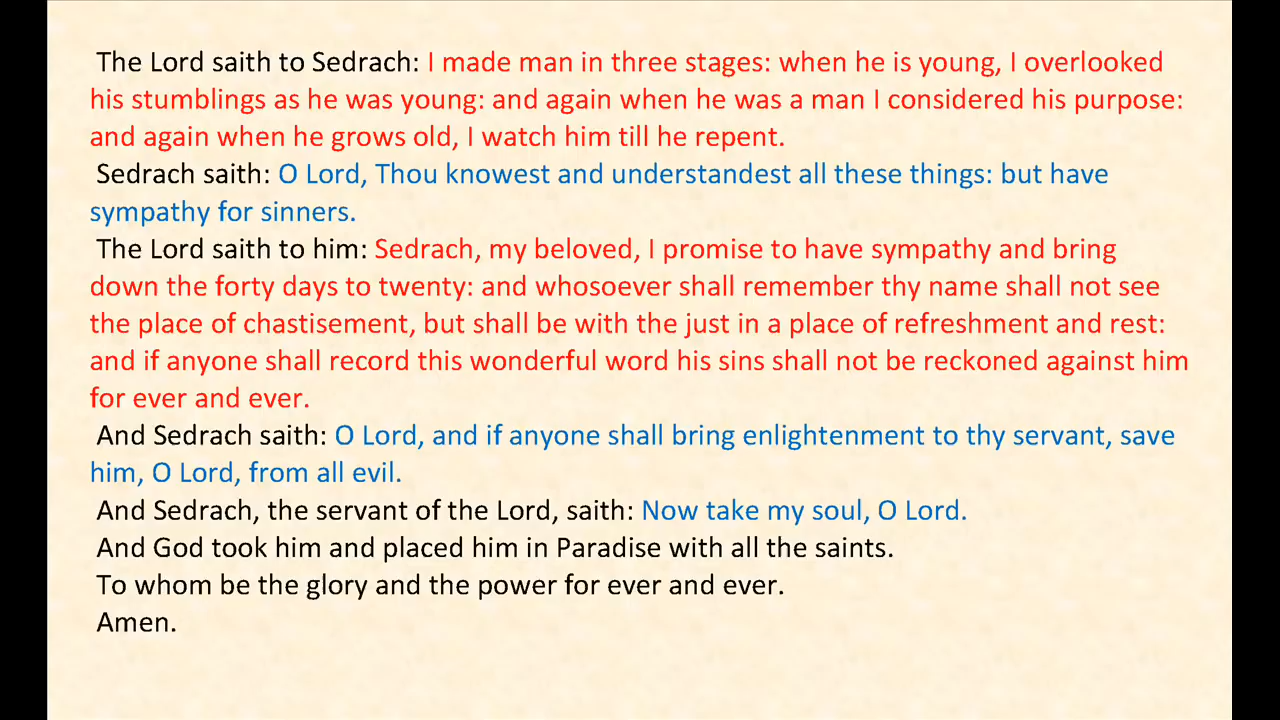 The Lord saith to Sedrach: I made man in three stages: when he is young, I overlooked
his stumblings as he was young: and again when he was a man I considered his purpose:
and again when he grows old, I watch him till he repent.
Sedrach saith: O Lord, Thou knowest and understandest all these things: but have
sympathy for sinners.
The Lord saith to him: Sedrach, my beloved, I promise to have sympathy and bring
down the forty days to twenty: and whosoever shall remember thy name shall not see
the place of chastisement, but shall be with the just in a place of refreshment and rest:
and if anyone shall record this wonderful word his sins shall not be reckoned against him
for ever and ever.
And Sedrach saith: O Lord, and if anyone shall bring enlightenment to thy servant, save
him, O Lord, from all evil.
And Sedrach, the servant of the Lord, saith: Now take my soul, O Lord.
And God took him and placed him in Paradise with all the saints.
To whom be the glory and the power for ever and ever.
Amen.